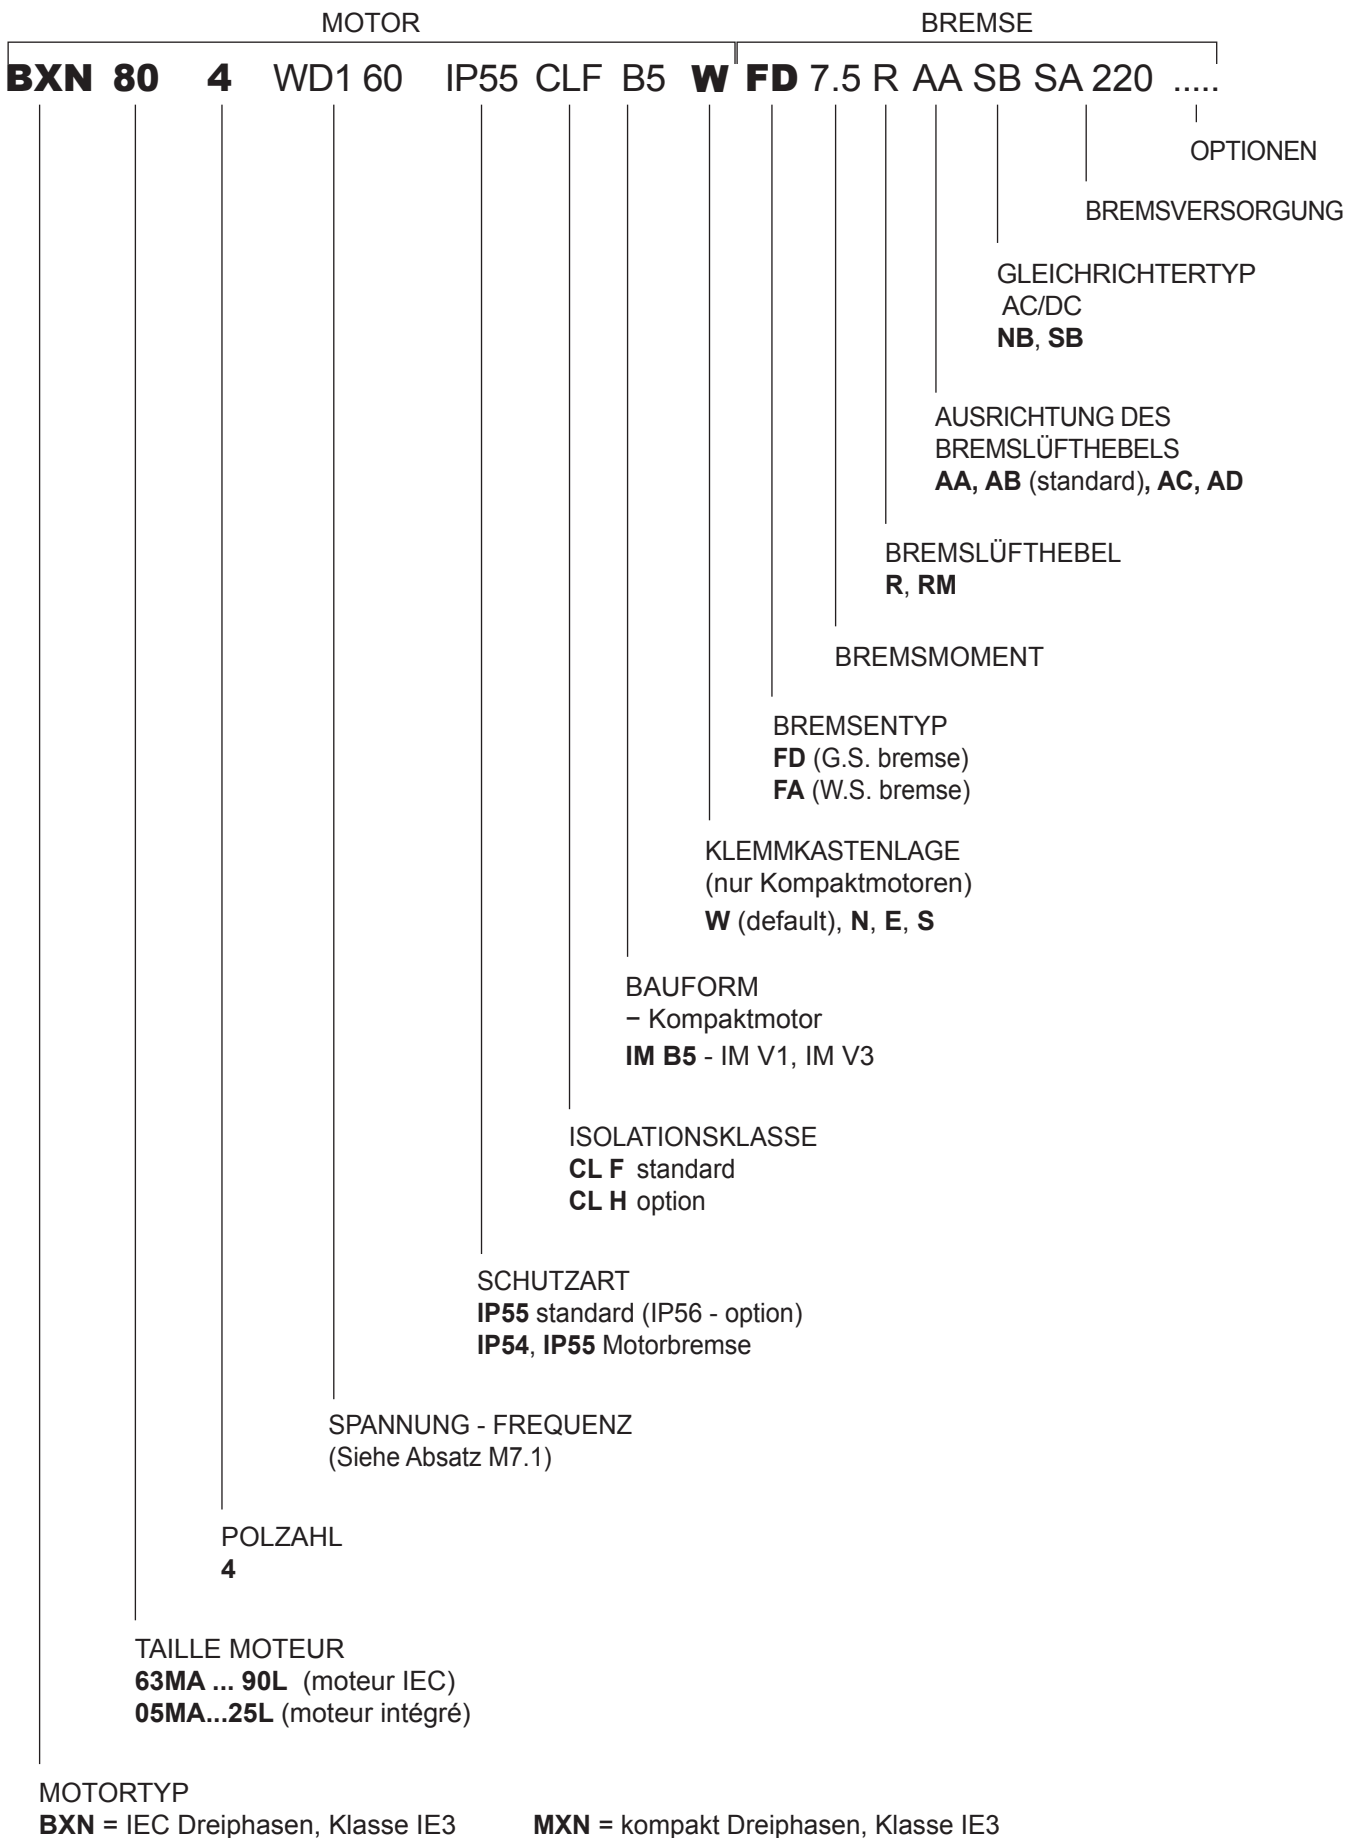 MOTOR BREMSE
BXN 80 4 WD1 60 IP55 CLF B5 W FD 7.5 R AA SB SA 220 .....
OPTIONEN
BREMSVERSORGUNG
GLEICHRICHTERTYP
AC/DC
NB, SB
AUSRICHTUNG DES
BREMSLÜFTHEBELS
AA, AB (standard), AC, AD
BREMSLÜFTHEBEL
R, RM
BREMSMOMENT
BREMSENTYP
FD (G.S. bremse)
FA (W.S. bremse)
KLEMMKASTENLAGE
(nur Kompaktmotoren)
W (default), N, E, S
BAUFORM
− Kompaktmotor
IM B5 - IM V1, IM V3
ISOLATIONSKLASSE
CL F standard
CL H option
SCHUTZART
IP55 standard (IP56 - option)
IP54, IP55 Motorbremse
SPANNUNG - FREQUENZ
(Siehe Absatz M7.1)
POLZAHL
4
TAILLE MOTEUR
63MA ... 90L (moteur IEC)
05MA...25L (moteur intégré)
MOTORTYP
BXN = IEC Dreiphasen, Klasse IE3 MXN = kompakt Dreiphasen, Klasse IE3